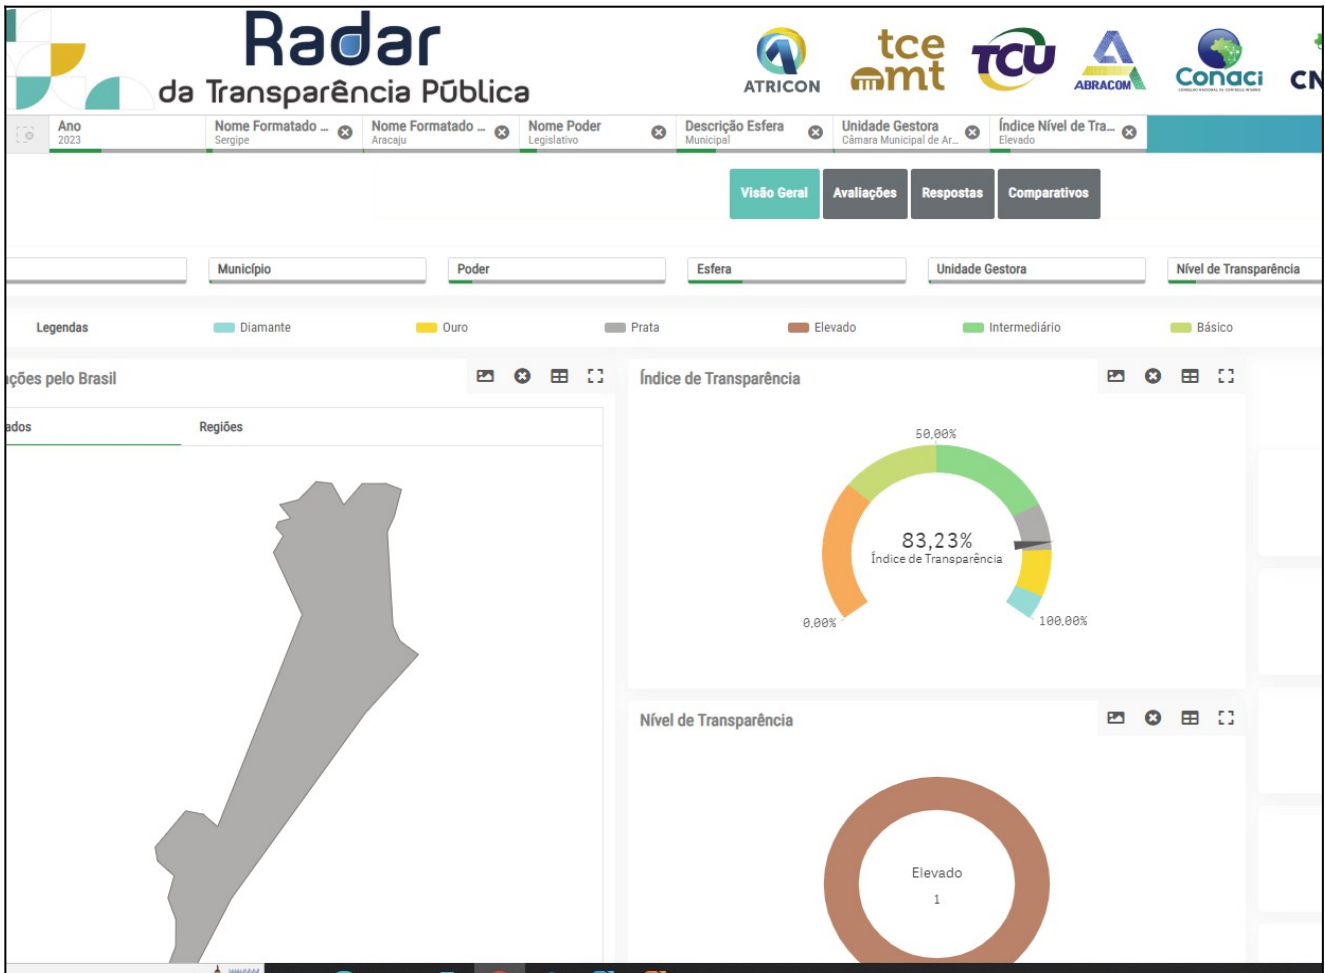 Radar
da Transparência Pública
ATRICON
tce
mt
TCU
ABRACOM
Conaci
CN
Ano
2023
Nome Formatado ...
Sergipe
Nome Formatado ...
Aracaju
Nome Poder
Legislativo
Descrição Esfera
Municipal
Unidade Gestora
Câmara Municipal de Ar...
Índice Nível de Tra...
Elevado
Visão Geral
Avaliações
Respostas
Comparativos
Município
Poder
Esfera
Unidade Gestora
Nível de Transparência
Legendas
Diamante
Ouro
Prata
Elevado
Intermediário
Básico
ções pelo Brasil
ados
Regiões
Índice de Transparência
50,00%
83,23%
Índice de Transparência
0,00%
100,00%
Nível de Transparência
Elevado
1